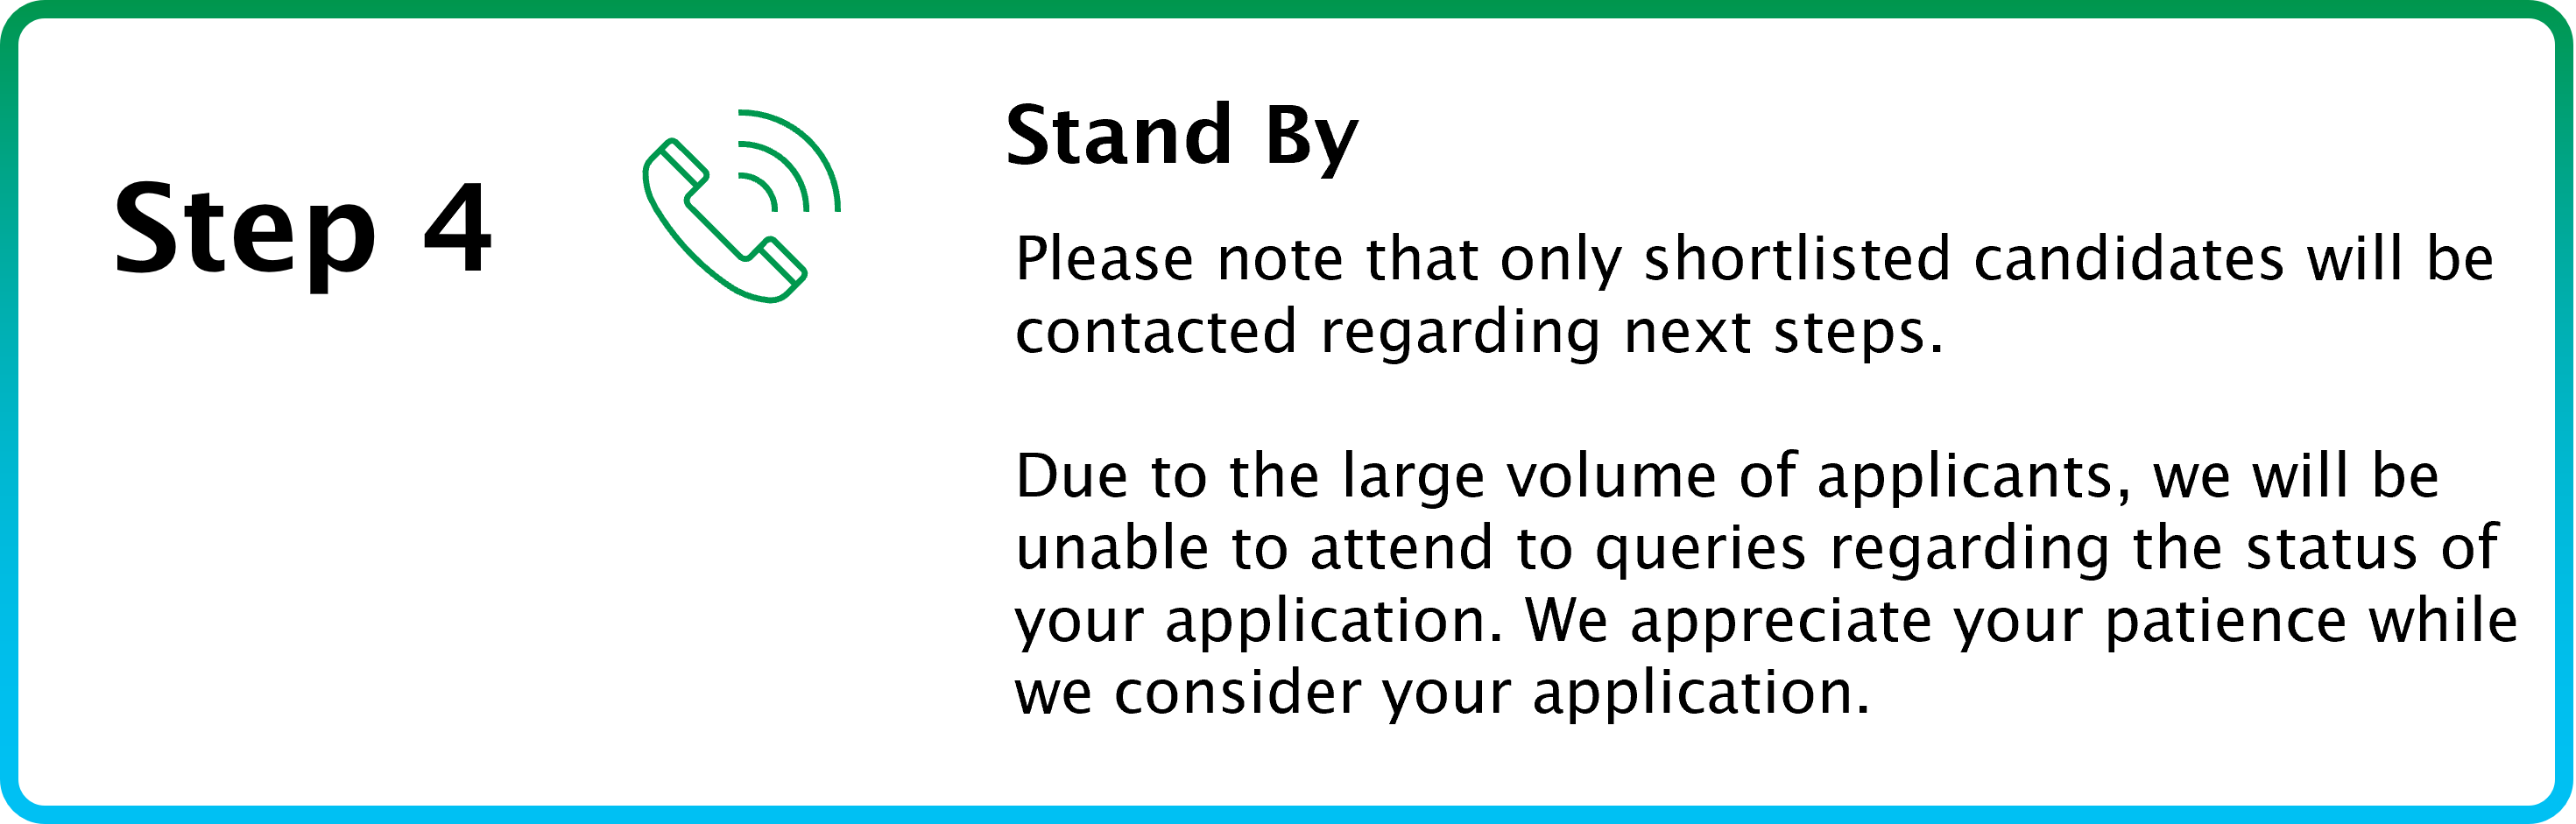 Step 4
Stand By
Please note that only shortlisted candidates will be
contacted regarding next steps.
Due to the large volume of applicants, we will be
unable to attend to queries regarding the status of
your application. We appreciate your patience while
we consider your application.